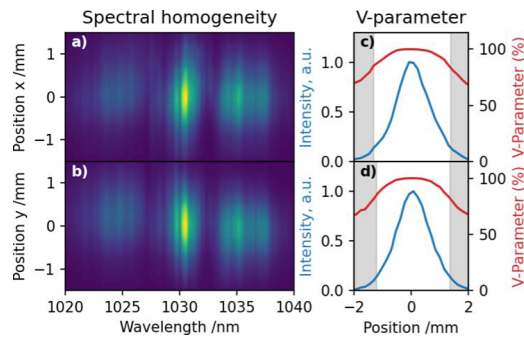 Spectral homogeneity
V-parameter
a)
Position x /mm
1
0
−1
b)
Position y /mm
1
0
−1
1020
1025
1030
1035
1040
Wavelength /nm
c)
Intensity, a.u.
1.0
0.5
0.0
100
50
0
V-Parameter (%)
d)
Intensity, a.u.
1.0
0.5
0.0
100
50
0
V-Parameter (%)
−2
0
2
Position /mm